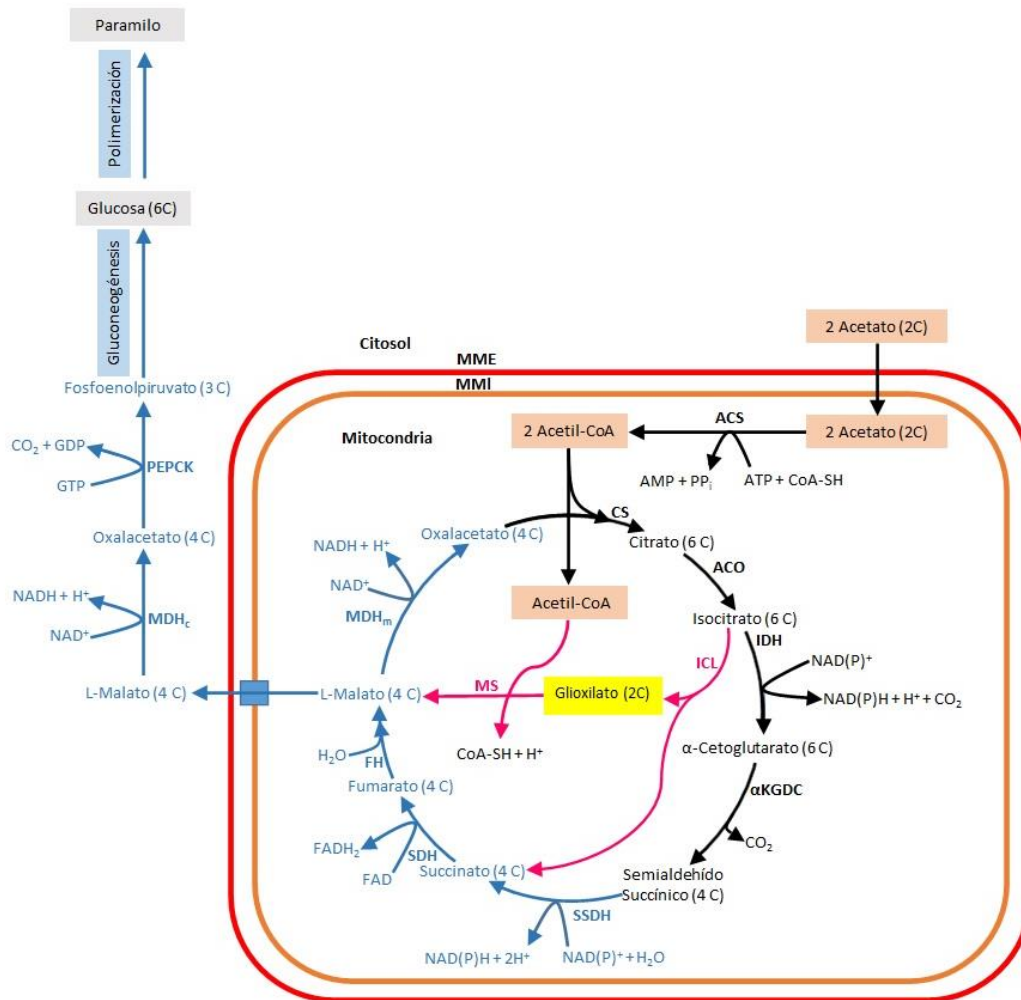 Paramilo
Polimerización
Glucosa (6C)
Gluconeogénesis
Fosfoenolpiruvato (3 C)
CO₂ + GDP
PEPCK
GTP
Oxalacetato (4 C)
NADH + H⁺
MDHc
NAD⁺
L-Malato (4 C)
Citosol
MME
MMI
Mitocondria
2 Acetato (2C)
2 Acetato (2C)
ACS
2 Acetil-CoA
AMP + PPi
ATP + CoA-SH
Oxalacetato (4 C)
CS
Citrato (6 C)
NADH + H⁺
NAD⁺
MDHm
Acetil-CoA
ACO
Isocitrato (6 C)
IDH
ICL
NAD(P)⁺
NAD(P)H + H⁺ + CO₂
MS
Glioxilato (2C)
L-Malato (4 C)
CoA-SH + H⁺
α-Cetoglutarato (6 C)
H₂O
FH
Fumarato (4 C)
αKGDC
CO₂
FADH₂
SDH
FAD
Succinato (4 C)
Semialdehído
Succínico (4 C)
SSDH
NAD(P)H + 2H⁺
NAD(P)⁺ + H₂O